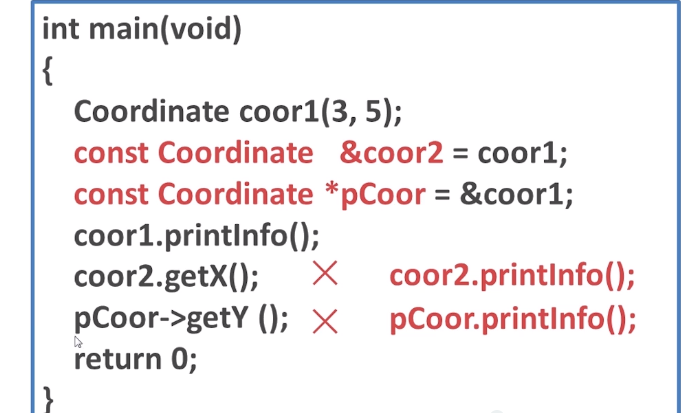 int main(void)
{
Coordinate coor1(3, 5);
const Coordinate &coor2 = coor1;
const Coordinate *pCoor = &coor1;
coor1.printInfo();
coor2.getX(); × coor2.printInfo();
pCoor->getY (); × pCoor.printInfo();
return 0;
}